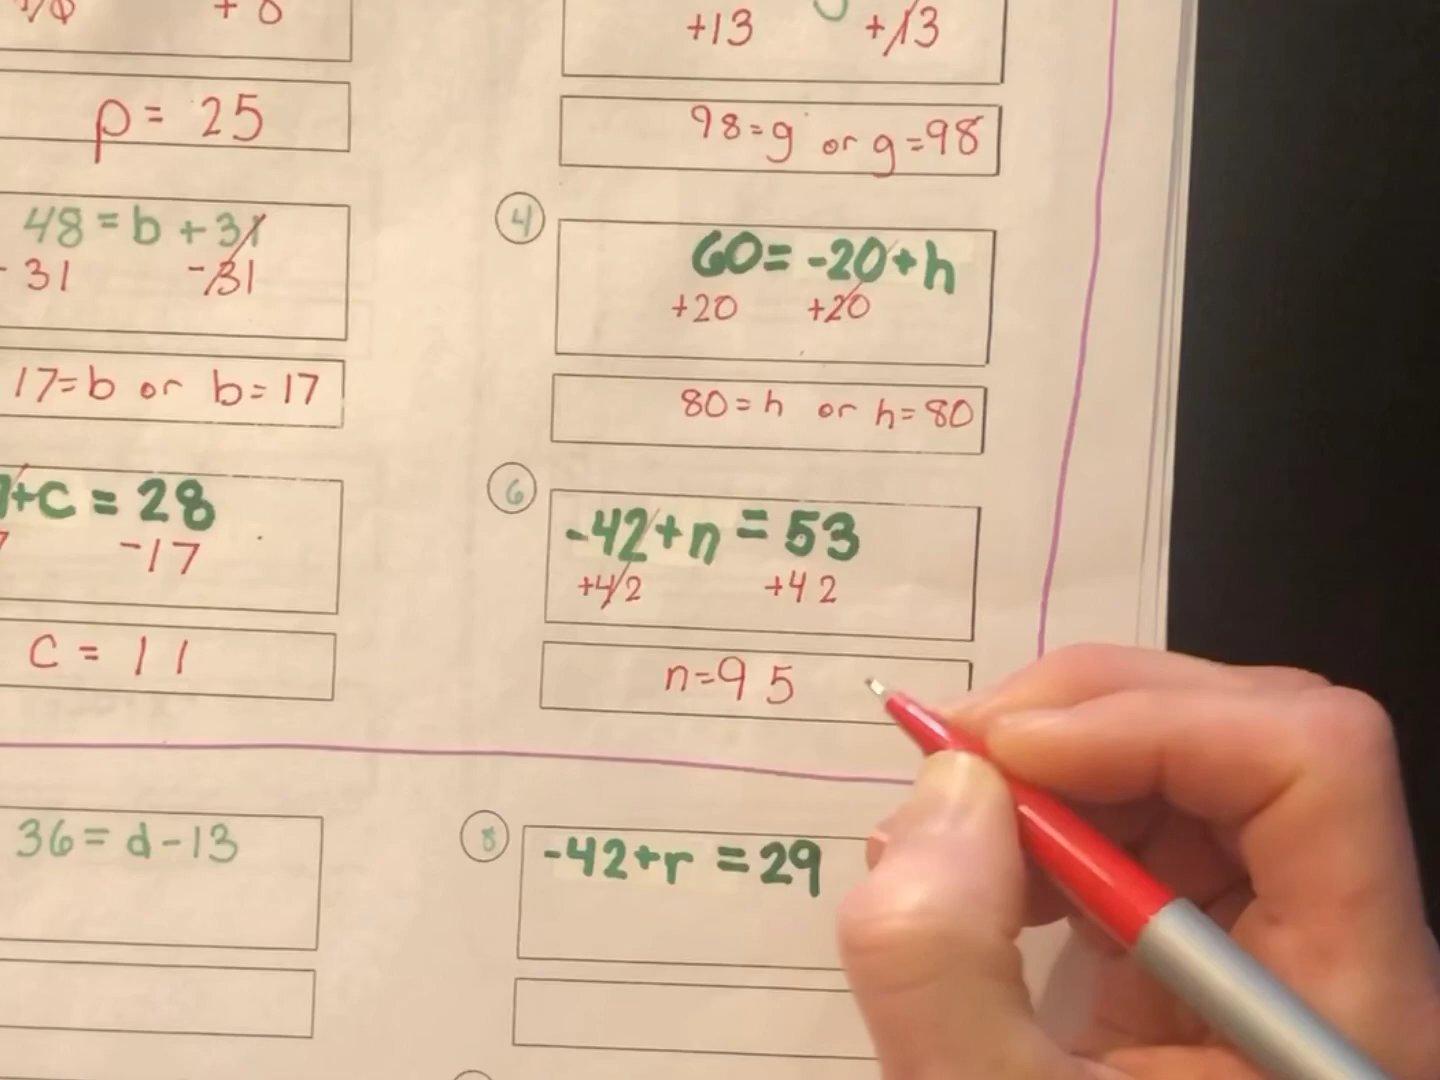 +8
+13 +13
p = 25
98=g or g=98
48 = b + 31
-31 -31
17=b or b=17
4
60 = -20 + h
+20 +20
80=h or h=80
+c = 28
-17
c = 11
6
-42+n = 53
+42 +42
n=95
36 = d - 13
8
-42+r = 29